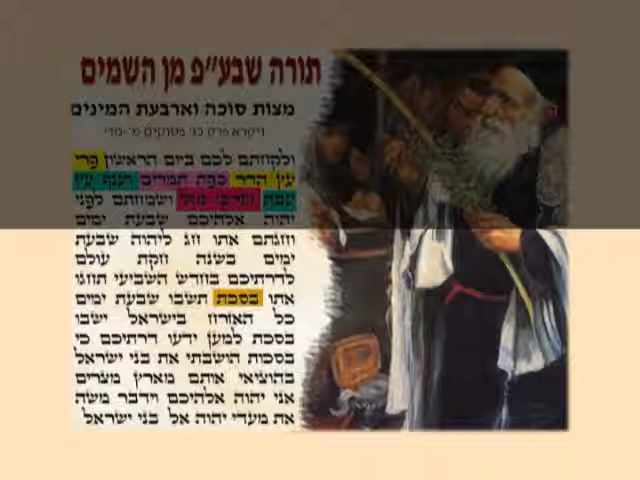 תורה שבע"פ מן השמים
מצות סוכה וארבעת המינים
ויקרא פרק כג פסוקים מ'-מד'
ולקחתם לכם ביום הראשון פרי
עץ הדר כפת תמרים וענף עץ
עבת וערבי נחל ושמחתם לפני
יהוה אלהיכם שבעת ימים
וחגתם אתו חג ליהוה שבעת
ימים בשנה חקת עולם
לדרתיכם בחדש השביעי תחגו
אתו בסכת תשבו שבעת ימים
כל האזרח בישראל ישבו
בסכת למען ידעו דרתיכם כי
בסכות הושבתי את בני ישראל
בהוציאי אותם מארץ מצרים
אני יהוה אלהיכם וידבר משה
את מעדי יהוה אל בני ישראל